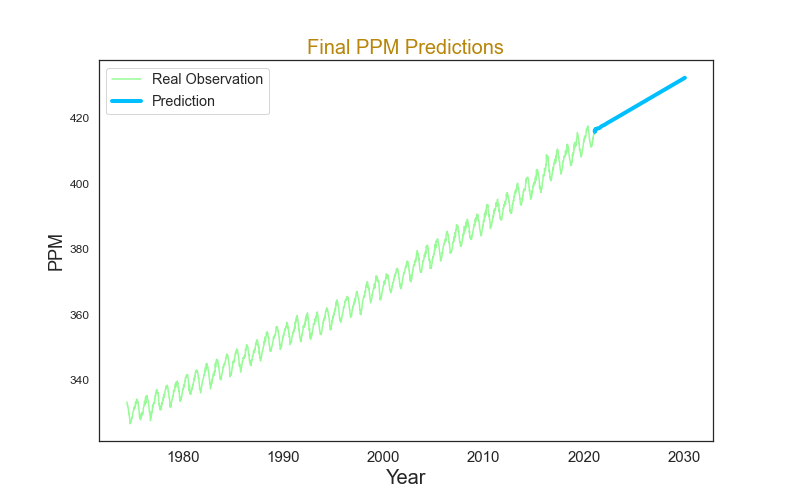 Final PPM Predictions
Real Observation
Prediction
420
400
380
360
340
PPM
1980 1990 2000 2010 2020 2030
Year